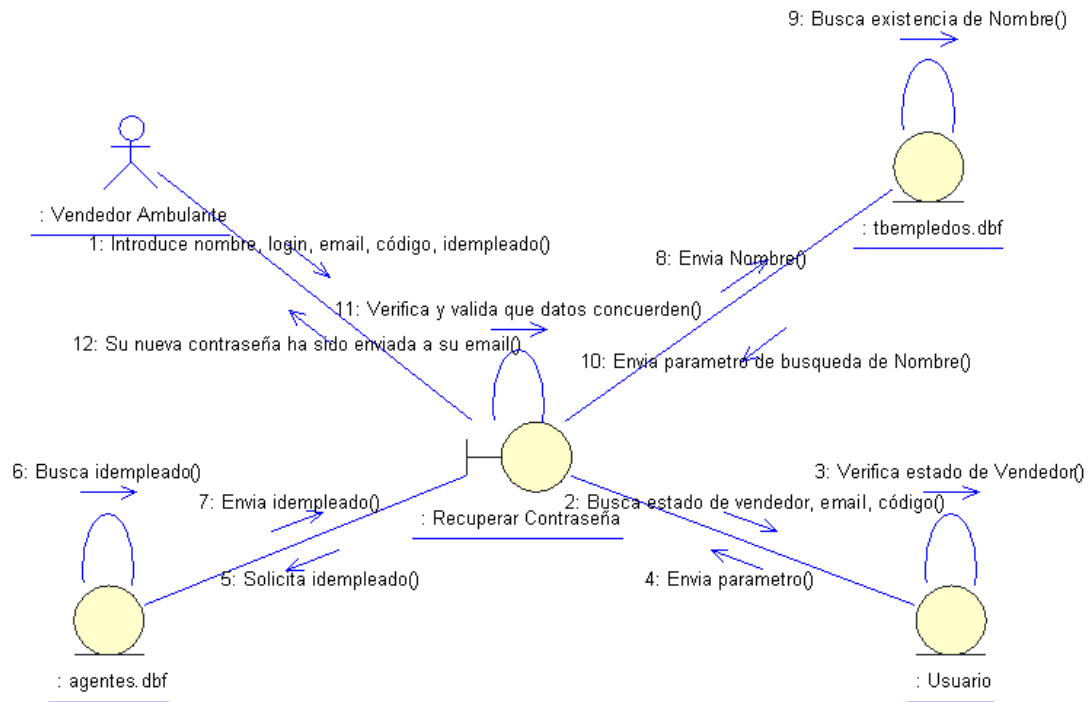 9: Busca existencia de Nombre()
: Vendedor Ambulante
: tbempledos.dbf
1: Introduce nombre, login, email, código, idempleado()
8: Envia Nombre()
11: Verifica y valida que datos concuerden()
12: Su nueva contraseña ha sido enviada a su email()
10: Envia parametro de busqueda de Nombre()
6: Busca idempleado()
3: Verifica estado de Vendedor()
7: Envia idempleado()
2: Busca estado de vendedor, email, código()
: Recuperar Contraseña
5: Solicita idempleado()
4: Envia parametro()
: agentes.dbf
: Usuario